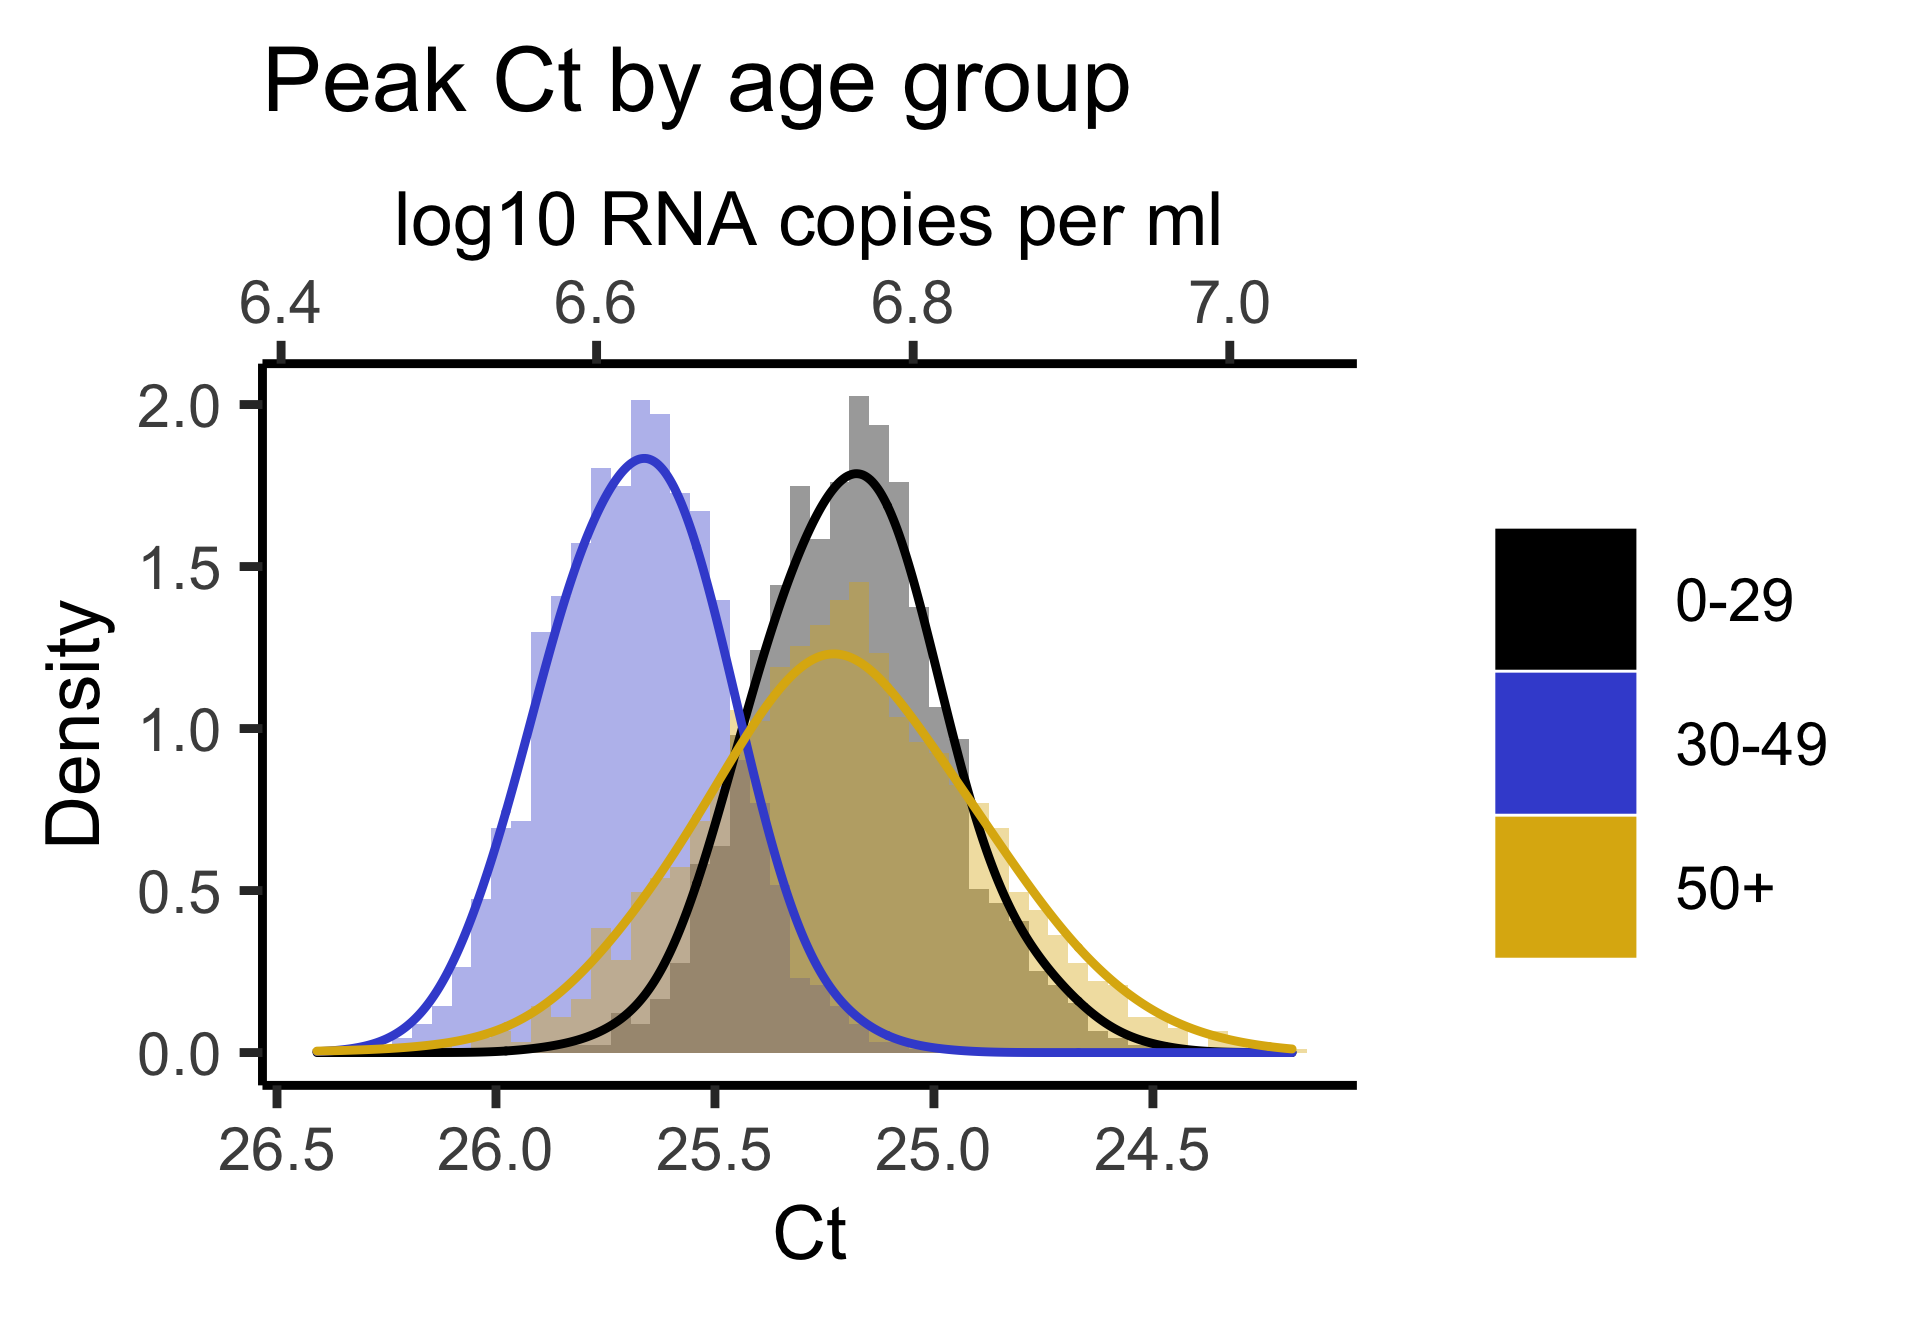 Peak Ct by age group
log10 RNA copies per ml
6.4 6.6 6.8 7.0
2.0
1.5
1.0
0.5
0.0
Density
26.5 26.0 25.5 25.0 24.5
Ct
0-29
30-49
50+